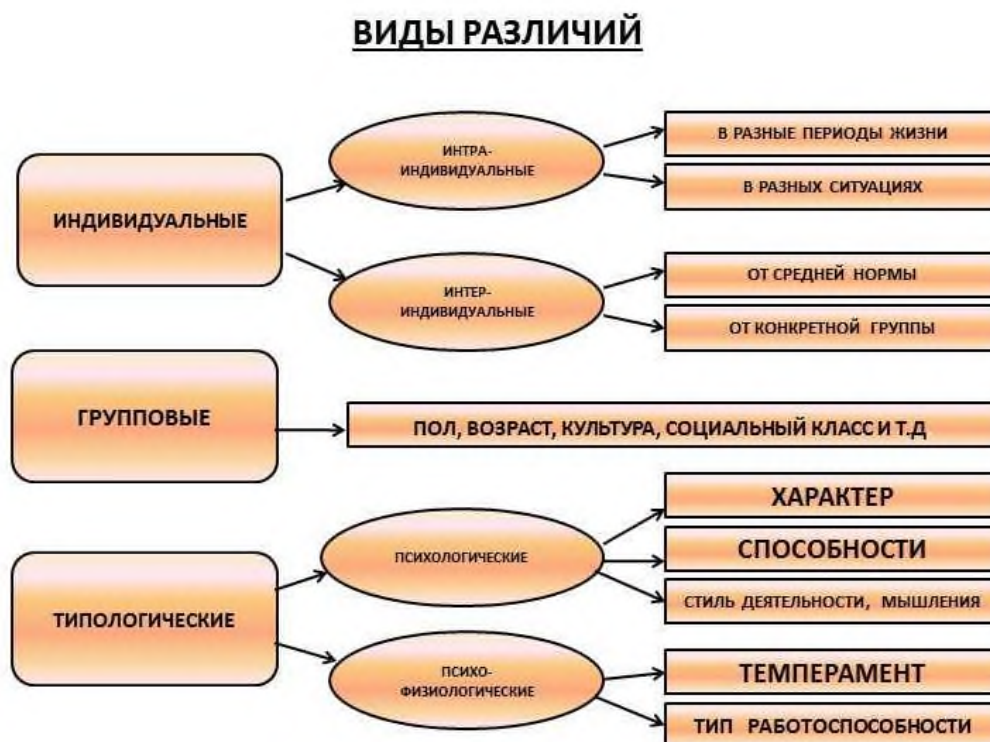 ВИДЫ РАЗЛИЧИЙ
ИНДИВИДУАЛЬНЫЕ
ИНТРА-
ИНДИВИДУАЛЬНЫЕ
В РАЗНЫЕ ПЕРИОДЫ ЖИЗНИ
В РАЗНЫХ СИТУАЦИЯХ
ИНТЕР-
ИНДИВИДУАЛЬНЫЕ
ОТ СРЕДНЕЙ НОРМЫ
ОТ КОНКРЕТНОЙ ГРУППЫ
ГРУППОВЫЕ
ПОЛ, ВОЗРАСТ, КУЛЬТУРА, СОЦИАЛЬНЫЙ КЛАСС И Т.Д
ТИПОЛОГИЧЕСКИЕ
ПСИХОЛОГИЧЕСКИЕ
ХАРАКТЕР
СПОСОБНОСТИ
СТИЛЬ ДЕЯТЕЛЬНОСТИ, МЫШЛЕНИЯ
ПСИХО-
ФИЗИОЛОГИЧЕСКИЕ
ТЕМПЕРАМЕНТ
ТИП РАБОТОСПОСОБНОСТИ